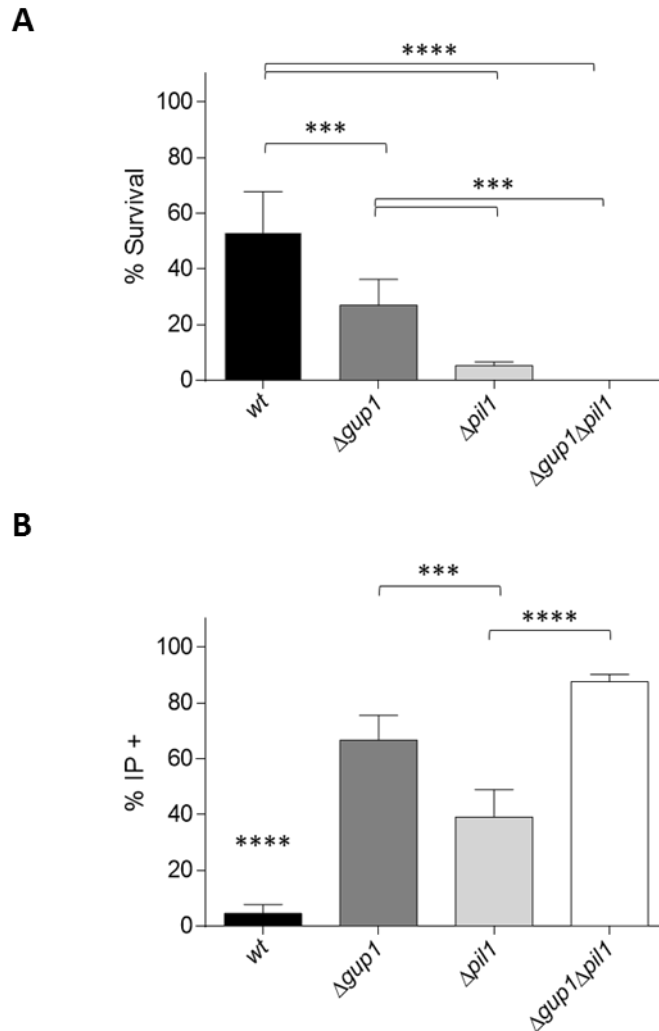 A
****
***
***
% Survival
100
80
60
40
20
0
wt
Δgup1
Δpil1
Δgup1Δpil1
B
***
****
****
% IP +
100
80
60
40
20
0
wt
Δgup1
Δpil1
Δgup1Δpil1